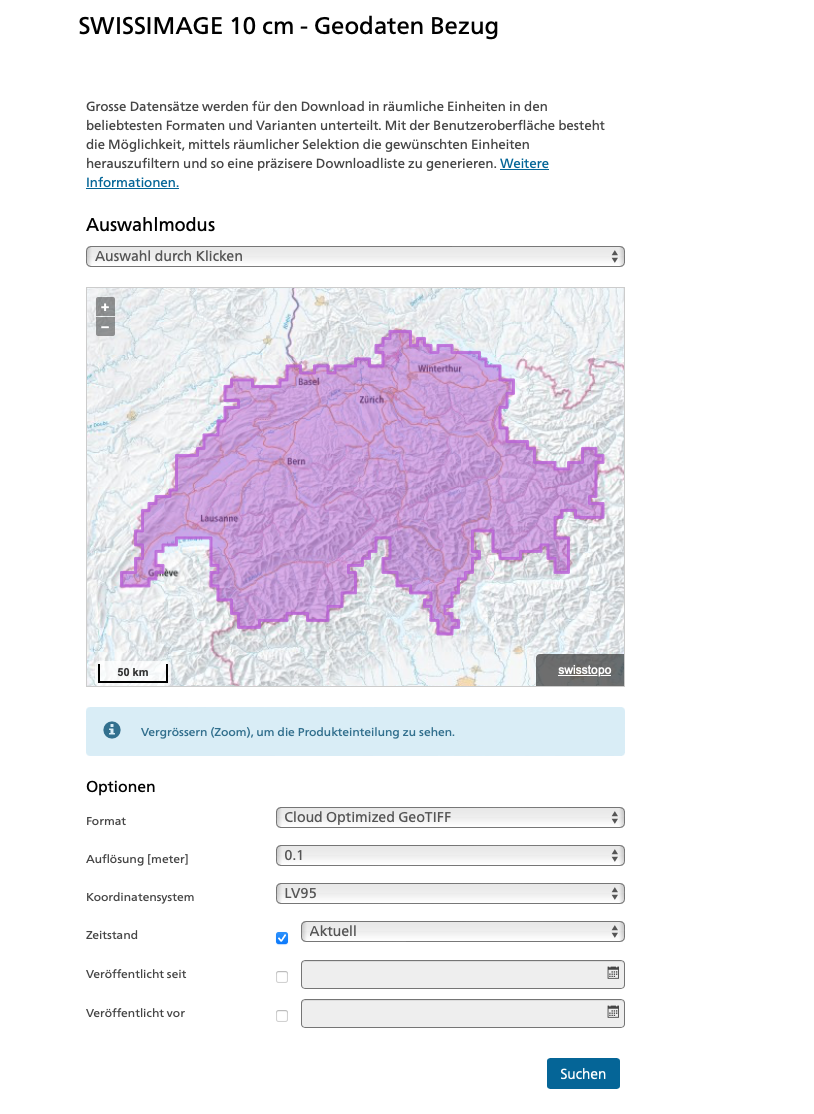 SWISSIMAGE 10 cm - Geodaten Bezug
Grosse Datensätze werden für den Download in räumliche Einheiten in den
beliebtesten Formaten und Varianten unterteilt. Mit der Benutzeroberfläche besteht
die Möglichkeit, mittels räumlicher Selektion die gewünschten Einheiten
herauszufiltern und so eine präzisere Downloadliste zu generieren. Weitere
Informationen.
Auswahlmodus
Auswahl durch Klicken
+
−
Basel
Winterthur
Zürich
Bern
Lausanne
Genève
50 km
swisstopo
Vergrössern (Zoom), um die Produkteinteilung zu sehen.
Optionen
Format
Cloud Optimized GeoTIFF
Auflösung [meter]
0.1
Koordinatensystem
LV95
Zeitstand
Aktuell
Veröffentlicht seit
Veröffentlicht vor
Suchen